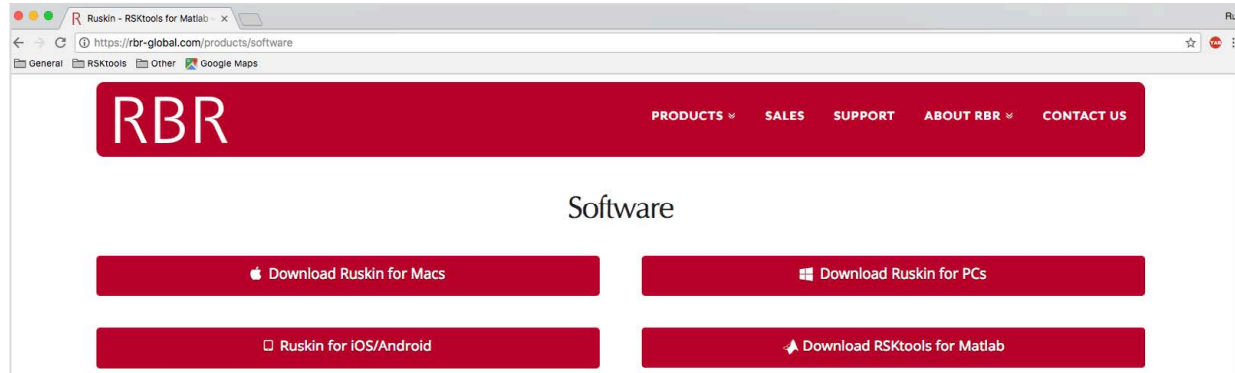 R Ruskin - RSKtools for Matlab - ×
Ru
https://rbr-global.com/products/software
General RSKtools Other Google Maps
RBR
PRODUCTS SALES SUPPORT ABOUT RBR CONTACT US
Software
Download Ruskin for Macs
Download Ruskin for PCs
Ruskin for iOS/Android
Download RSKtools for Matlab